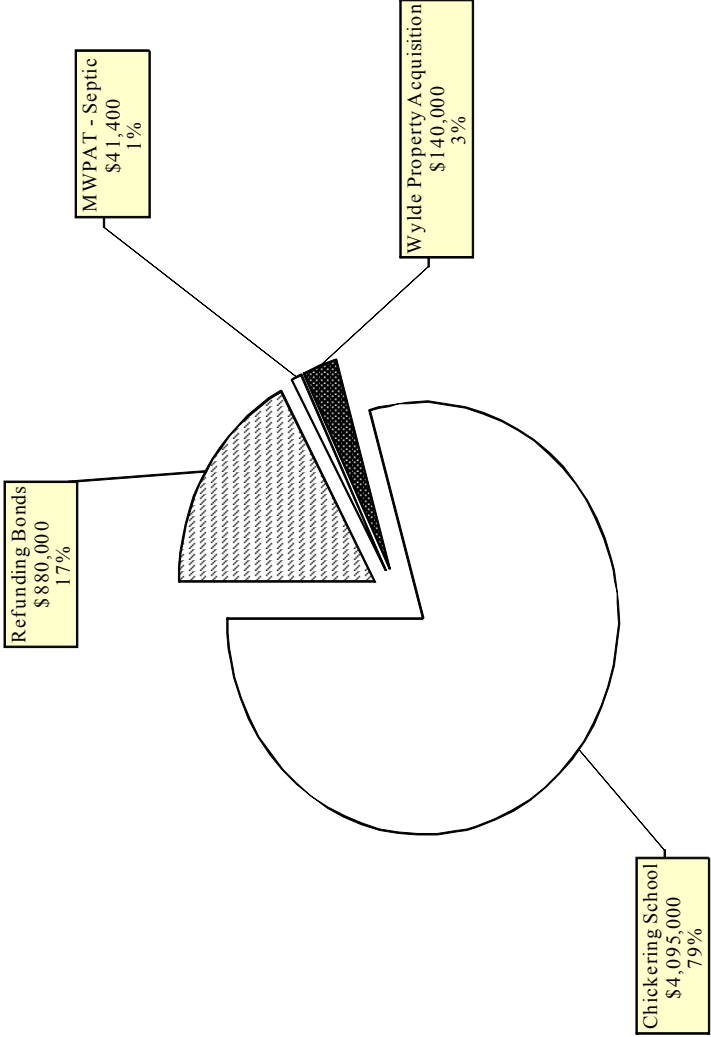 Refunding Bonds
$880,000
17%
MWPAT - Septic
$41,400
1%
Wylde Property Acquisition
$140,000
3%
Chickering School
$4,095,000
79%